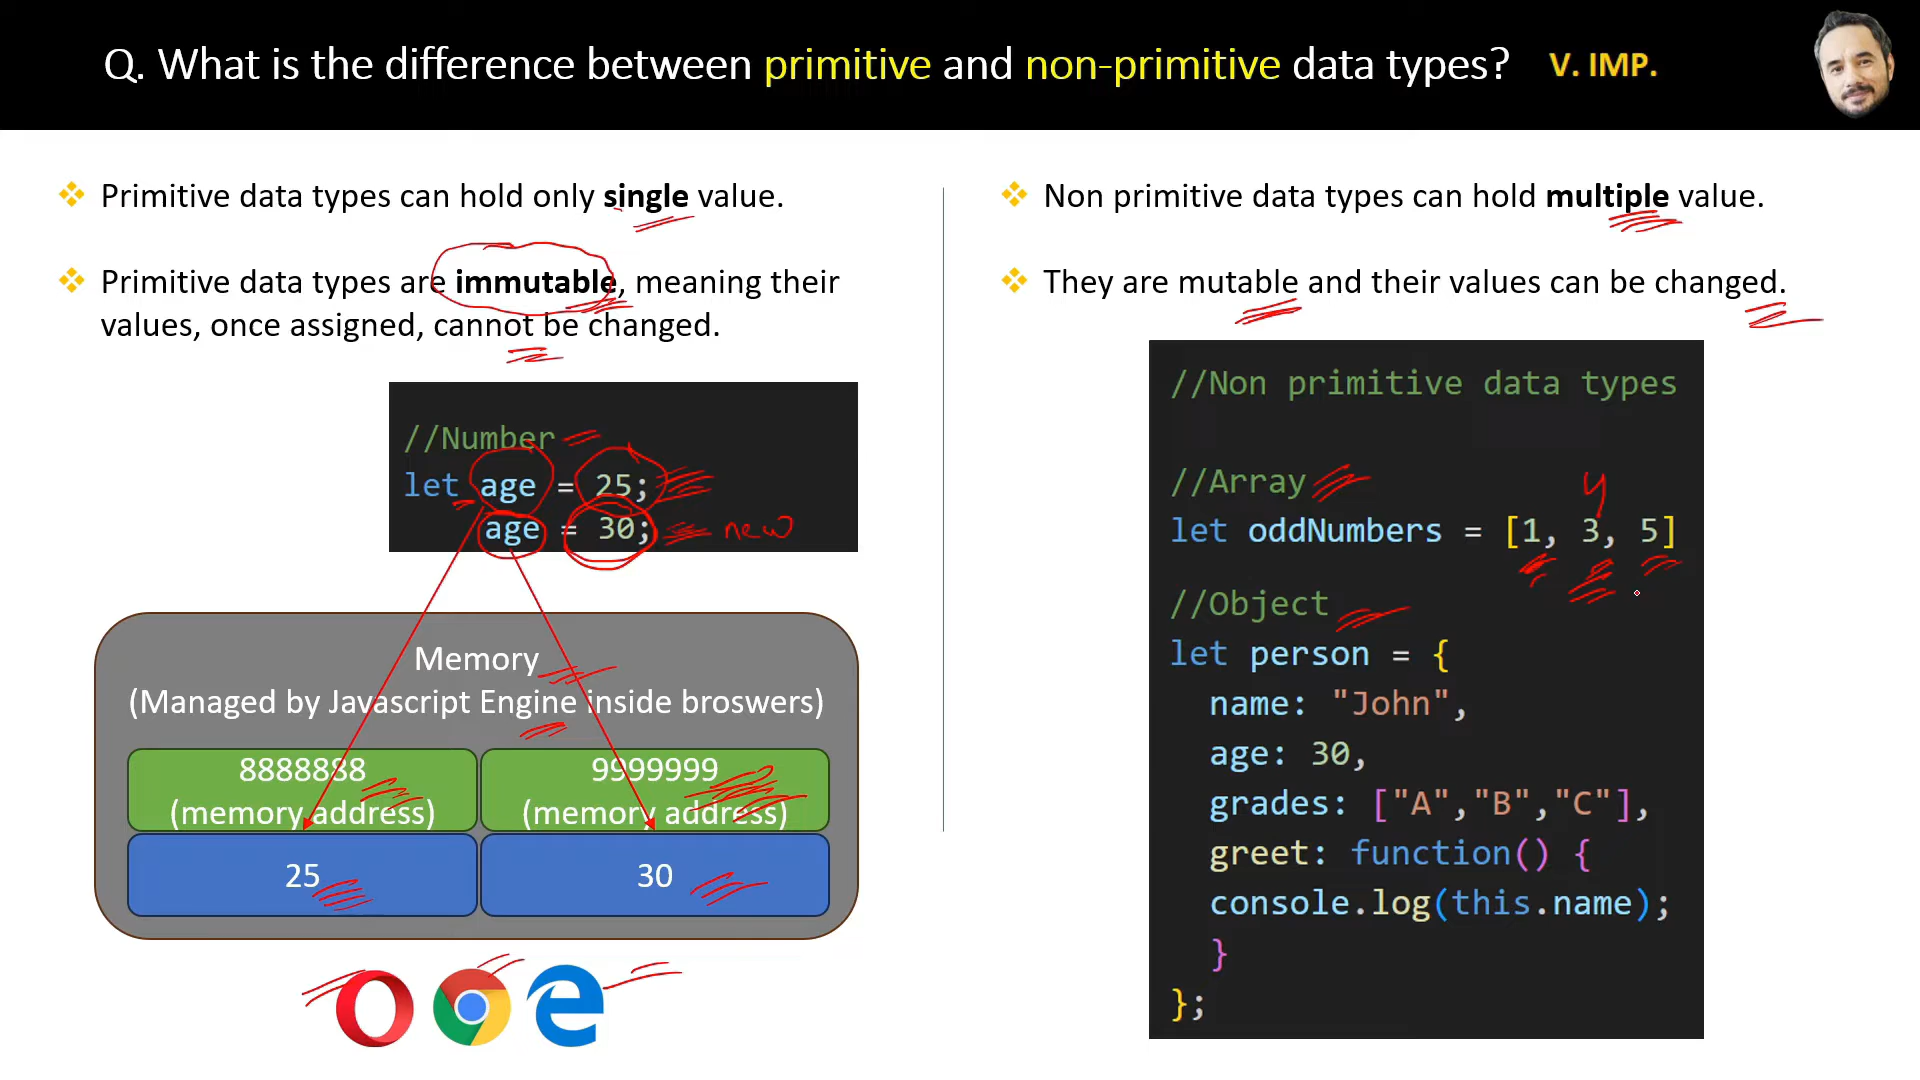 Q. What is the difference between primitive and non-primitive data types? V. IMP.
Primitive data types can hold only single value.
Primitive data types are immutable, meaning their
values, once assigned, cannot be changed.
//Number
let age = 25;
age = 30;
new
Memory
(Managed by Javascript Engine inside broswers)
8888888
(memory address)
9999999
(memory address)
25
30
Non primitive data types can hold multiple value.
They are mutable and their values can be changed.
//Non primitive data types
//Array
let oddNumbers = [1, 3, 5]
//Object
let person = {
name: "John",
age: 30,
grades: ["A","B","C"],
greet: function() {
console.log(this.name);
}
};